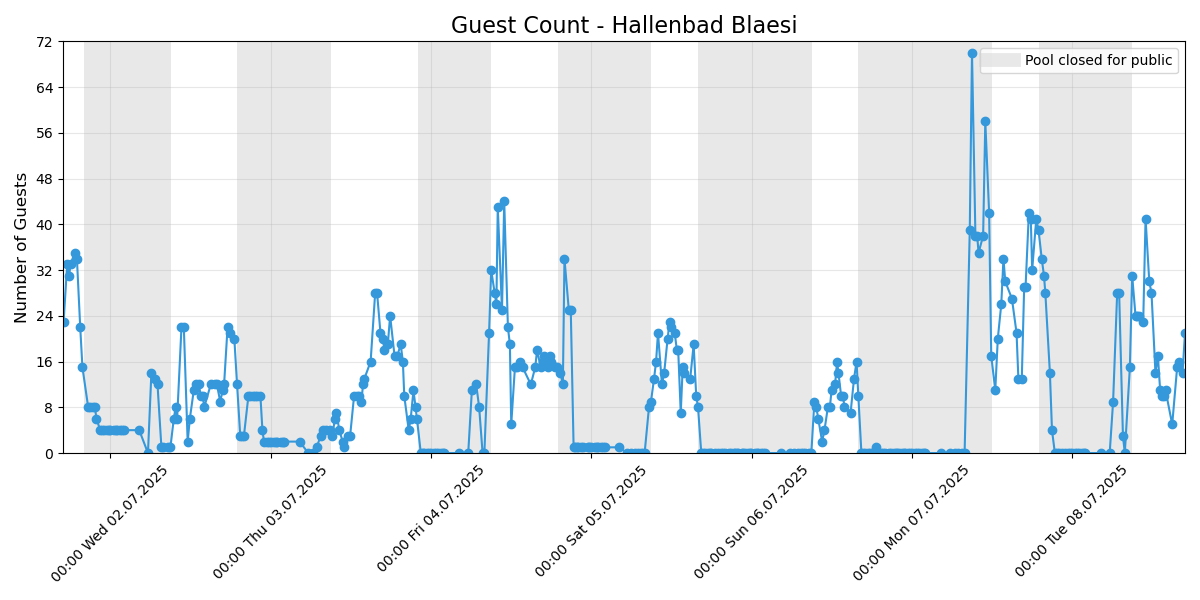 Guest Count - Hallenbad Blaesi
Pool closed for public
Number of Guests
72
64
56
48
40
32
24
16
8
0
00:00 Wed 02.07.2025
00:00 Thu 03.07.2025
00:00 Fri 04.07.2025
00:00 Sat 05.07.2025
00:00 Sun 06.07.2025
00:00 Mon 07.07.2025
00:00 Tue 08.07.2025